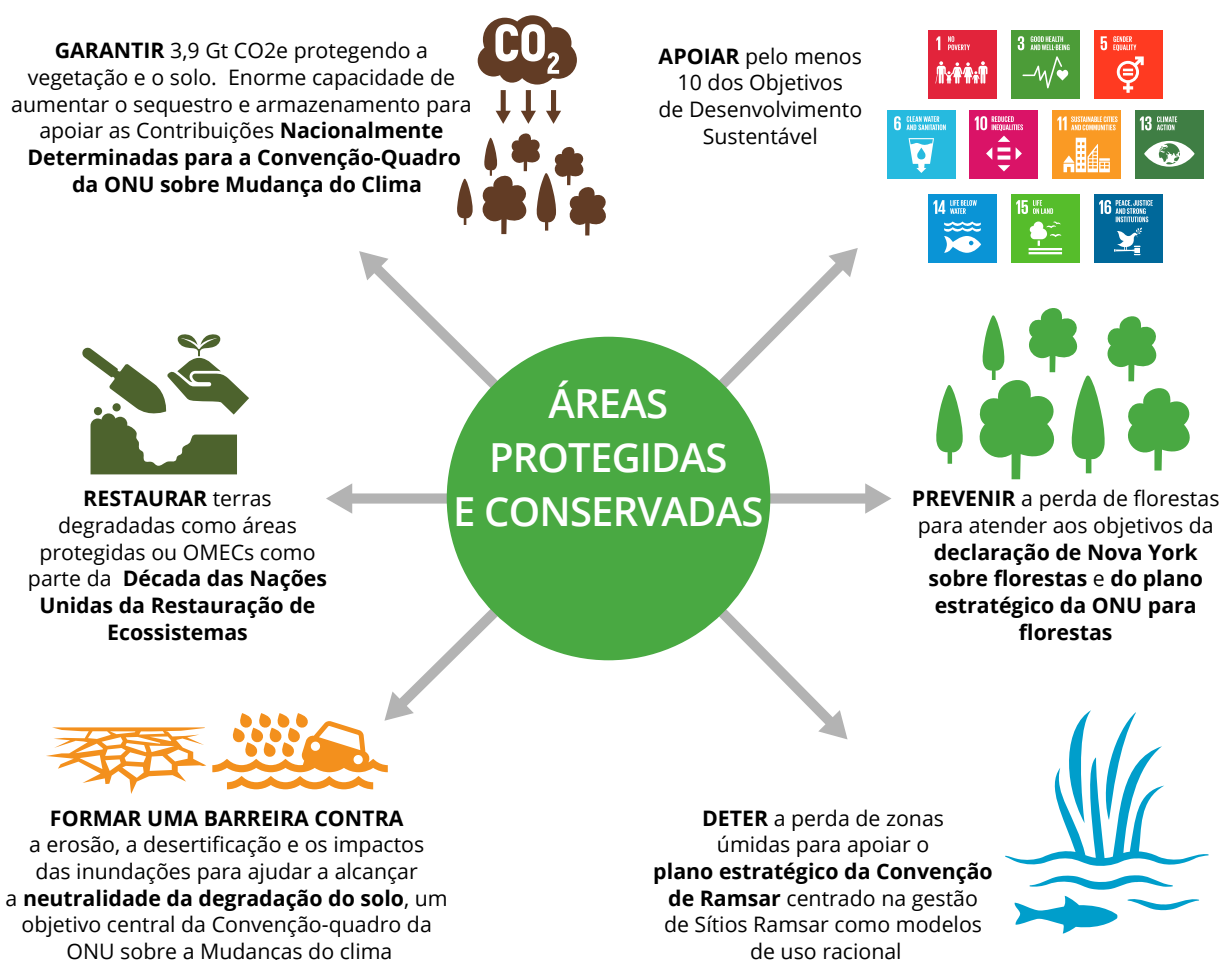 GARANTIR 3,9 Gt CO2e protegendo a
vegetação e o solo.  Enorme capacidade de
aumentar o sequestro e armazenamento para
apoiar as Contribuições Nacionalmente
Determinadas para a Convenção-Quadro
da ONU sobre Mudança do Clima
CO2
APOIAR pelo menos
10 dos Objetivos
de Desenvolvimento
Sustentável
1 NO
POVERTY
3 GOOD HEALTH
AND WELL-BEING
5 GENDER
EQUALITY
6 CLEAN WATER
AND SANITATION
10 REDUCED
INEQUALITIES
11 SUSTAINABLE CITIES
AND COMMUNITIES
13 CLIMATE
ACTION
14 LIFE BELOW
WATER
15 LIFE
ON LAND
16 PEACE, JUSTICE
AND STRONG
INSTITUTIONS
ÁREAS
PROTEGIDAS
E CONSERVADAS
RESTAURAR terras
degradadas como áreas
protegidas ou OMECs como
parte da  Década das Nações
Unidas da Restauração de
Ecossistemas
PREVENIR a perda de florestas
para atender aos objetivos da
declaração de Nova York
sobre florestas e do plano
estratégico da ONU para
florestas
FORMAR UMA BARREIRA CONTRA
a erosão, a desertificação e os impactos
das inundações para ajudar a alcançar
a neutralidade da degradação do solo, um
objetivo central da Convenção-quadro da
ONU sobre a Mudanças do clima
DETER a perda de zonas
úmidas para apoiar o
plano estratégico da Convenção
de Ramsar centrado na gestão
de Sítios Ramsar como modelos
de uso racional